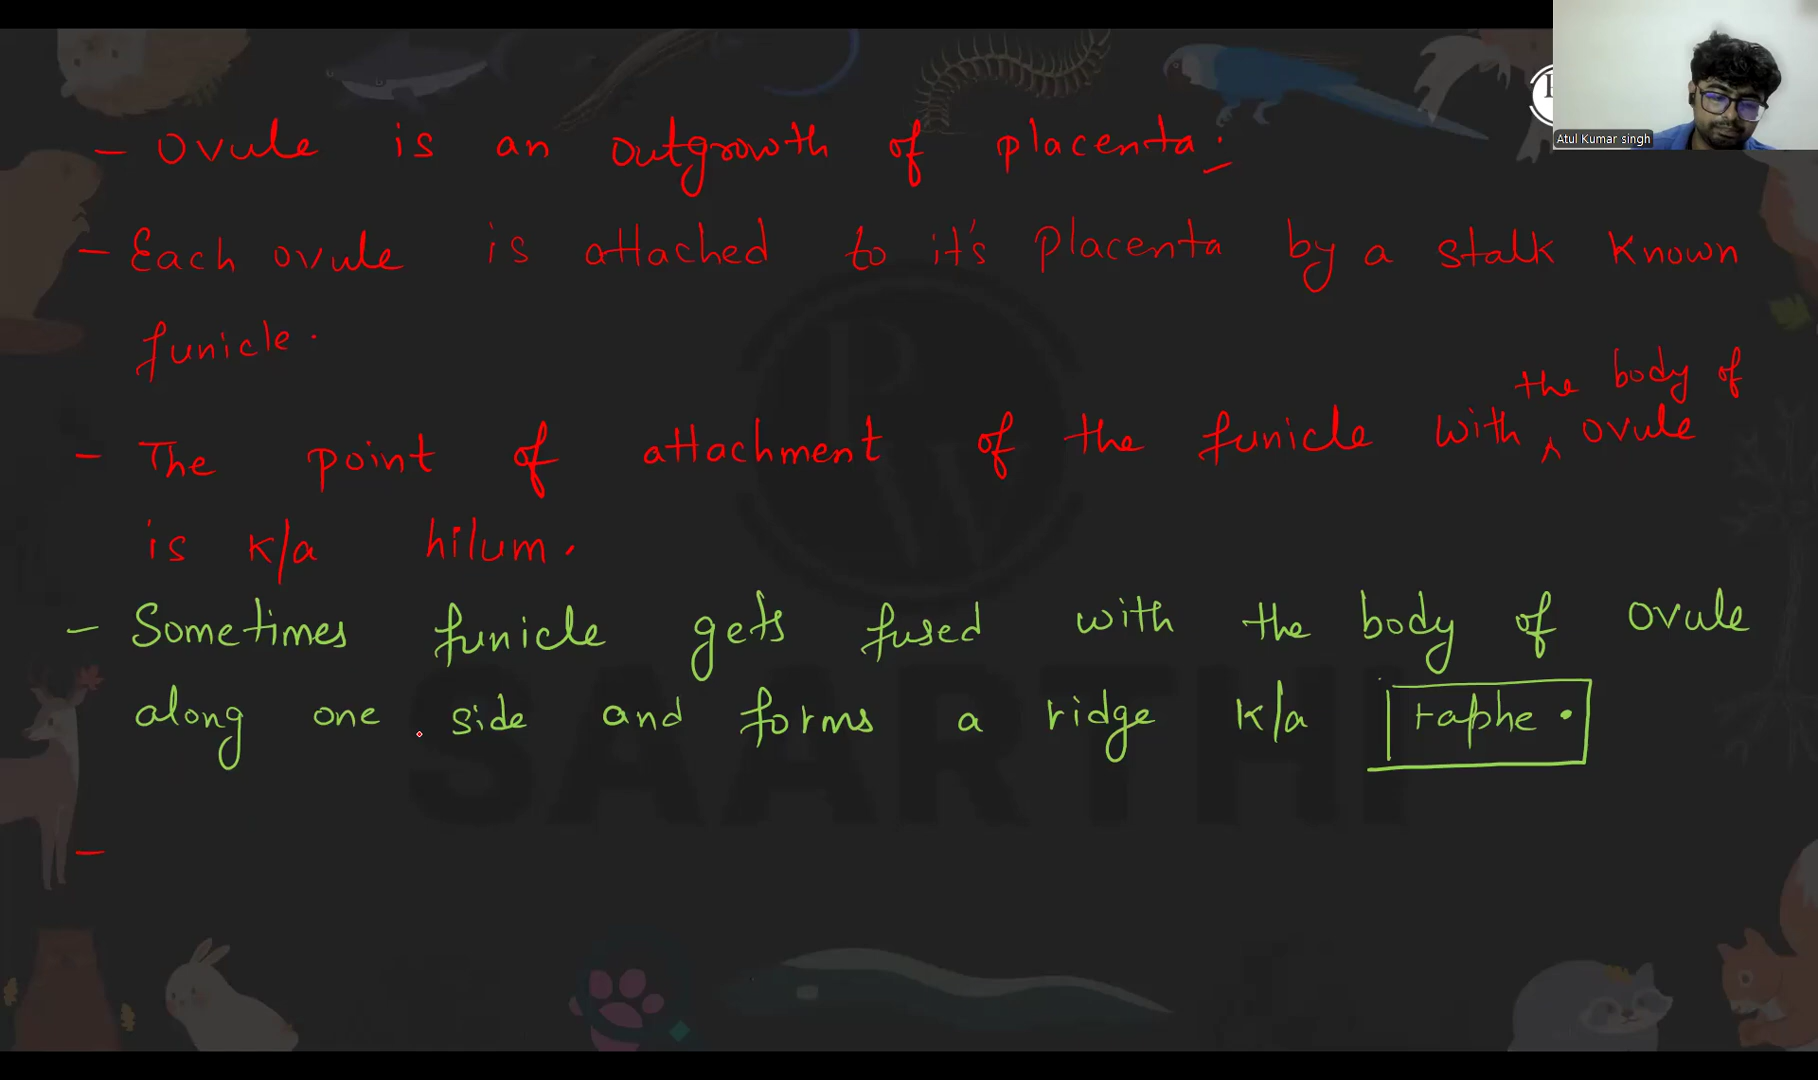 - Ovule is an outgrowth of placenta.
Atul Kumar singh
- Each ovule is attached to it's placenta by a stalk known
funicle.
the body of
- The point of attachment of the funicle with ^ ovule
is k/a hilum.
- Sometimes funicle gets fused with the body of ovule
along one side and forms a ridge k/a raphe.
-
PW
SAARTHI